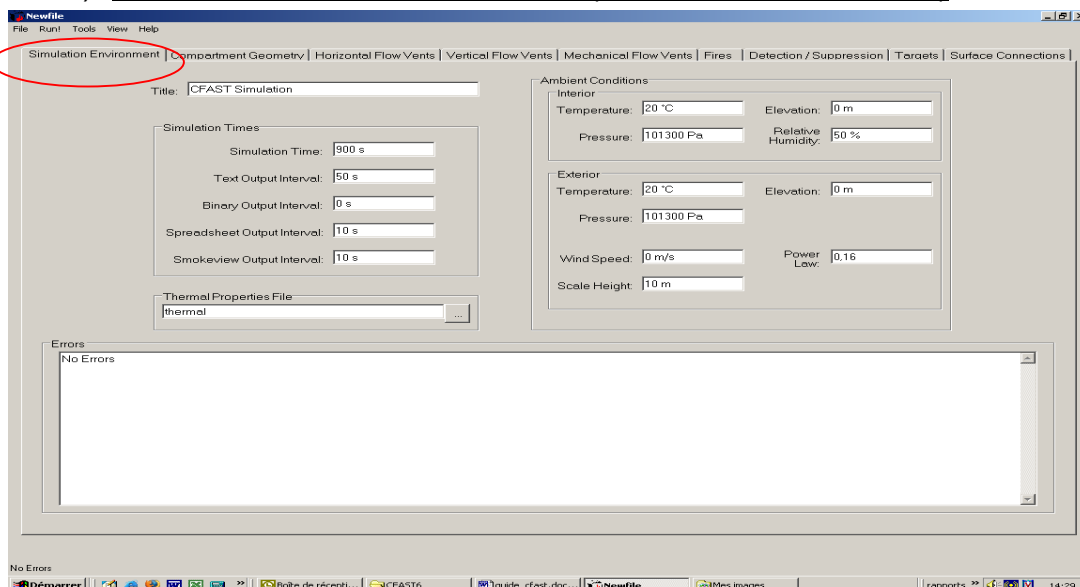 Newfile
File Run! Tools View Help
Simulation Environment Compartment Geometry Horizontal Flow Vents Vertical Flow Vents Mechanical Flow Vents Fires Detection / Suppression Targets Surface Connections
Title: CFAST Simulation
Simulation Times
Simulation Time: 900 s
Text Output Interval: 50 s
Binary Output Interval: 0 s
Spreadsheet Output Interval: 10 s
Smokeview Output Interval: 10 s
Thermal Properties File
thermal ...
Ambient Conditions
Interior
Temperature: 20 °C Elevation: 0 m
Pressure: 101300 Pa Relative Humidity: 50 %
Exterior
Temperature: 20 °C Elevation: 0 m
Pressure: 101300 Pa
Wind Speed: 0 m/s Power Law: 0,16
Scale Height: 10 m
Errors
No Errors
No Errors
Démarrer Boîte de récepti... CFAST6 guide_cfast.doc... Newfile Mes images rapports 14:29